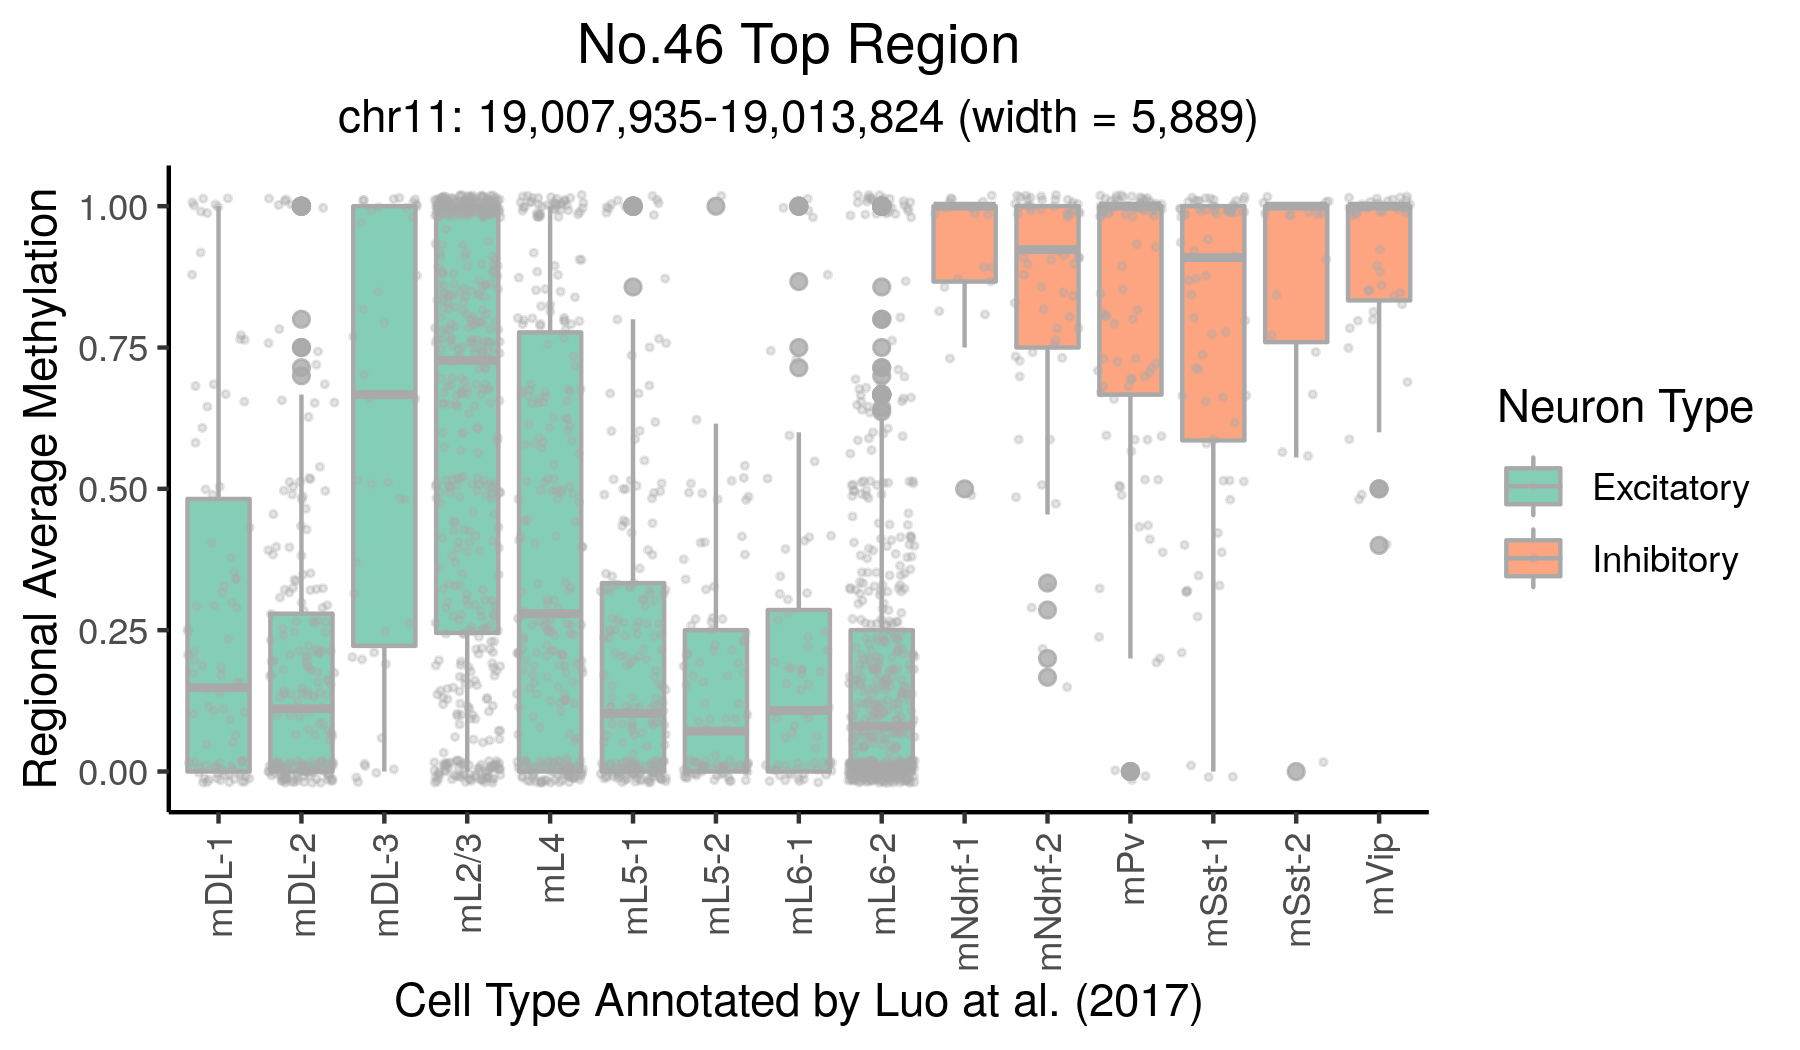 No.46 Top Region
chr11: 19,007,935-19,013,824 (width = 5,889)
Regional Average Methylation
1.00
0.75
0.50
0.25
0.00
mDL-1
mDL-2
mDL-3
mL2/3
mL4
mL5-1
mL5-2
mL6-1
mL6-2
mNdnf-1
mNdnf-2
mPv
mSst-1
mSst-2
mVip
Cell Type Annotated by Luo at al. (2017)
Neuron Type
Excitatory
Inhibitory